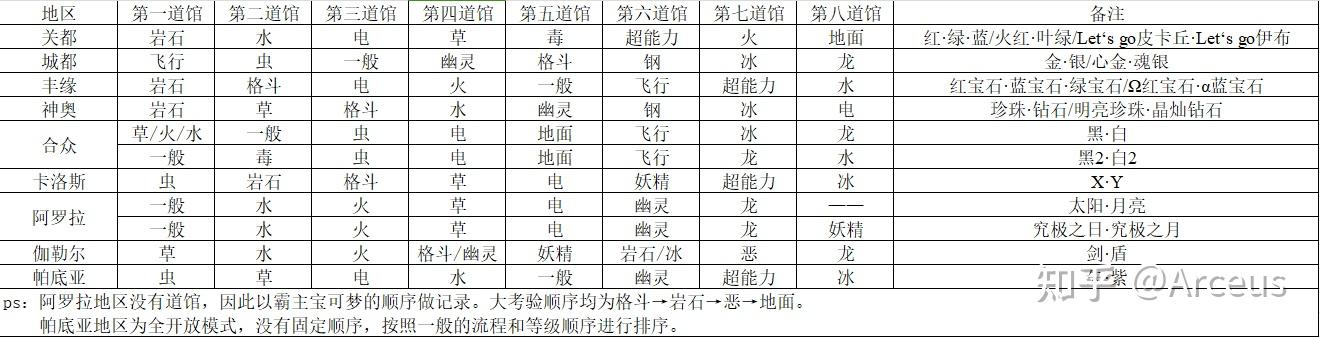 地区 第一道馆 第二道馆 第三道馆 第四道馆 第五道馆 第六道馆 第七道馆 第八道馆 备注
关都 岩石 水 电 草 毒 超能力 火 地面 红·绿·蓝/火红·叶绿/Let‘s go皮卡丘·Let‘s go伊布
城都 飞行 虫 一般 幽灵 格斗 钢 冰 龙 金·银/心金·魂银
丰缘 岩石 格斗 电 火 一般 飞行 超能力 水 红宝石·蓝宝石·绿宝石/Ω红宝石·α蓝宝石
神奥 岩石 草 格斗 水 幽灵 钢 冰 电 珍珠·钻石/明亮珍珠·晶灿钻石
合众 草/火/水 一般 虫 电 地面 飞行 冰 龙 黑·白
一般 毒 虫 电 地面 飞行 龙 水 黑2·白2
卡洛斯 虫 岩石 格斗 草 电 妖精 超能力 冰 X·Y
阿罗拉 一般 水 火 草 电 幽灵 龙 —— 太阳·月亮
一般 水 火 草 电 幽灵 龙 妖精 究极之日·究极之月
伽勒尔 草 水 火 格斗/幽灵 妖精 岩石/冰 恶 龙 剑·盾
帕底亚 虫 草 电 水 一般 幽灵 超能力 冰 ·紫
知乎 @Arceus
ps：阿罗拉地区没有道馆，因此以霸主宝可梦的顺序做记录。大考验顺序均为格斗→岩石→恶→地面。
帕底亚地区为全开放模式，没有固定顺序，按照一般的流程和等级顺序进行排序。